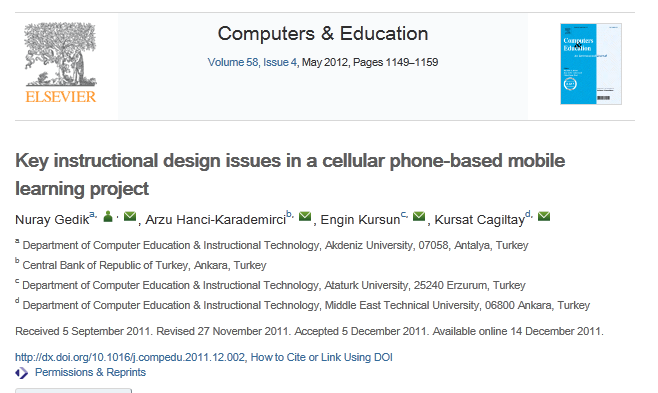 Computers & Education
Volume 58, Issue 4, May 2012, Pages 1149–1159
ELSEVIER
Computers
Education
Key instructional design issues in a cellular phone-based mobile
learning project
Nuray Gedik a, · , Arzu Hanci-Karademirci b, , Engin Kursun c, , Kursat Cagiltay d,
a Department of Computer Education & Instructional Technology, Akdeniz University, 07058, Antalya, Turkey
b Central Bank of Republic of Turkey, Ankara, Turkey
c Department of Computer Education & Instructional Technology, Ataturk University, 25240 Erzurum, Turkey
d Department of Computer Education & Instructional Technology, Middle East Technical University, 06800 Ankara, Turkey
Received 5 September 2011. Revised 27 November 2011. Accepted 5 December 2011. Available online 14 December 2011.
http://dx.doi.org/10.1016/j.compedu.2011.12.002, How to Cite or Link Using DOI
Permissions & Reprints